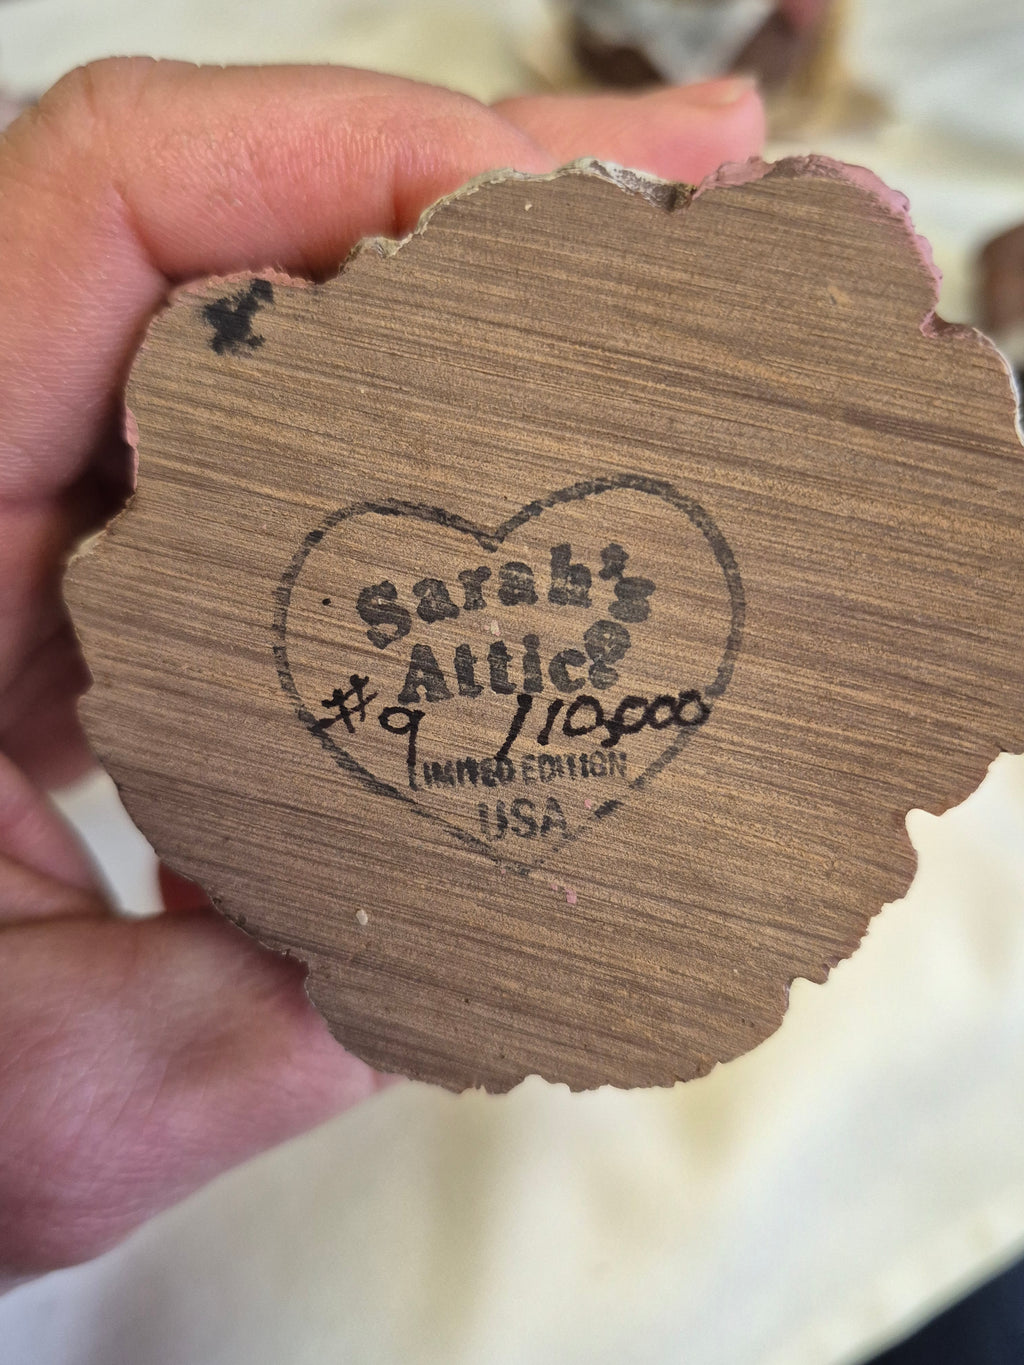 Sarah's
Attic®
#9 /10,000
LIMITED EDITION
USA